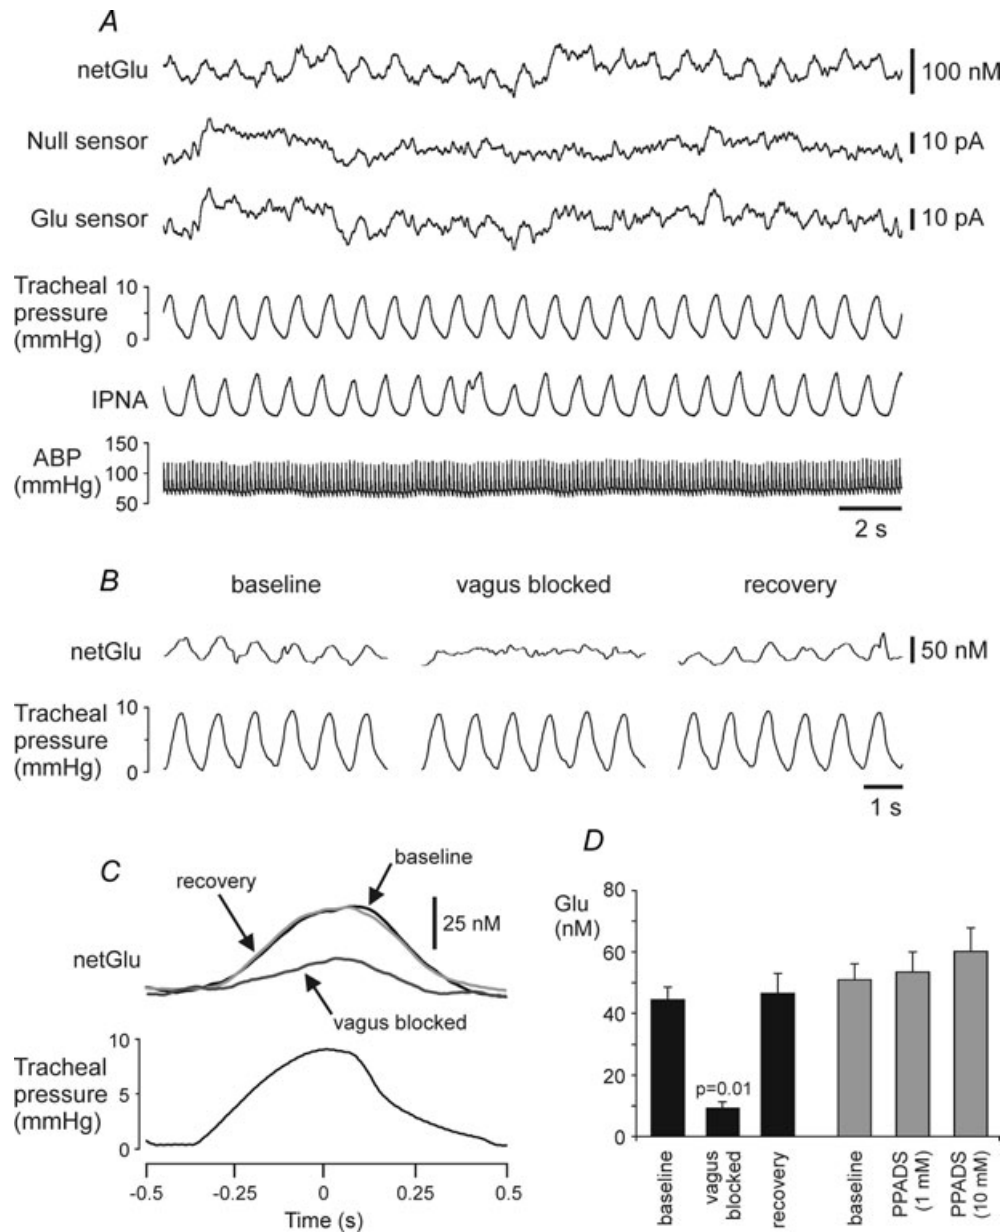 A
netGlu
100 nM
Null sensor
10 pA
Glu sensor
10 pA
Tracheal
pressure
(mmHg)
10
0
IPNA
ABP
(mmHg)
150
100
50
2 s
B
baseline
vagus blocked
recovery
netGlu
50 nM
Tracheal
pressure
(mmHg)
10
0
1 s
C
baseline
recovery
25 nM
netGlu
vagus blocked
Tracheal
pressure
(mmHg)
10
5
0
-0.5
-0.25
0
0.25
0.5
Time (s)
D
Glu
(nM)
80
60
40
20
0
p=0.01
baseline
vagus
blocked
recovery
baseline
PPADS
(1 mM)
PPADS
(10 mM)